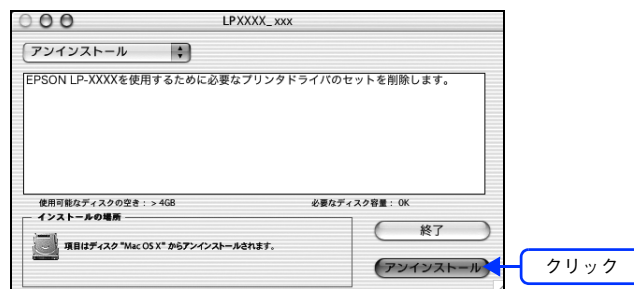 LPXXXX_xxx
アンインストール
EPSON LP-XXXXを使用するために必要なプリンタドライバのセットを削除します。
使用可能なディスクの空き： > 4GB 必要なディスク容量： OK
インストールの場所
項目はディスク "Mac OS X" からアンインストールされます。
終了
アンインストール
クリック